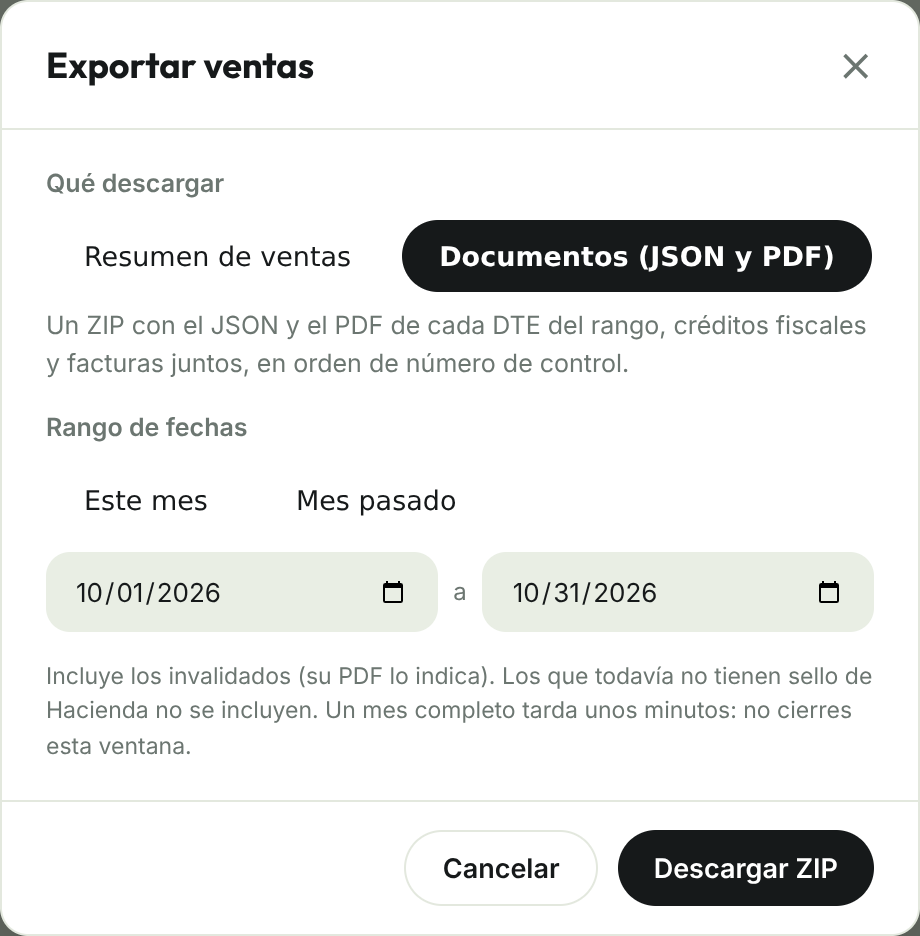 Exportar ventas
Qué descargar
Resumen de ventas
Documentos (JSON y PDF)
Un ZIP con el JSON y el PDF de cada DTE del rango, créditos fiscales
y facturas juntos, en orden de número de control.
Rango de fechas
Este mes
Mes pasado
10/01/2026 a 10/31/2026
Incluye los invalidados (su PDF lo indica). Los que todavía no tienen sello de
Hacienda no se incluyen. Un mes completo tarda unos minutos: no cierres
esta ventana.
Cancelar
Descargar ZIP